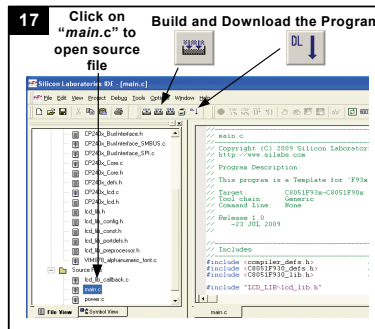 17
Click on
"main.c" to
open source
file
Build and Download the Program
DL
Silicon Laboratories IDE - [main.c]
File Edit View Project Debug Tools Options Window Help
CP240x_BusInterface.h
CP240x_BusInterface_SMBUS.c
CP240x_BusInterface_SPI.c
CP240x_Core.c
CP240x_Core.h
CP240x_defs.h
CP240x_lcd.c
CP240x_lcd.h
lcd_lib.h
lcd_lib_config.h
lcd_lib_const.h
lcd_lib_portdefs.h
lcd_lib_preprocessor.h
VIM878_alphanumeric_font.c
Source
lcd_lib_callback.c
main.c
power.c
File View
Symbol View
// main.c
// Copyright (C) 2009 Silicon Laborator
// http://www.silabs.com
// Program Description:
// This program is a Template for 'F93x
// Target: C8051F93x-C8051F90x
// Tool chain: Generic
// Command Line: None
// Release 1.0
// -23 JUL 2009
// Includes
#include <compiler_defs.h>
#include <C8051F930_defs.h>
#include <C8051F930_lib.h>
#include "LCD_LIB\lcd_lib.h"
main.c